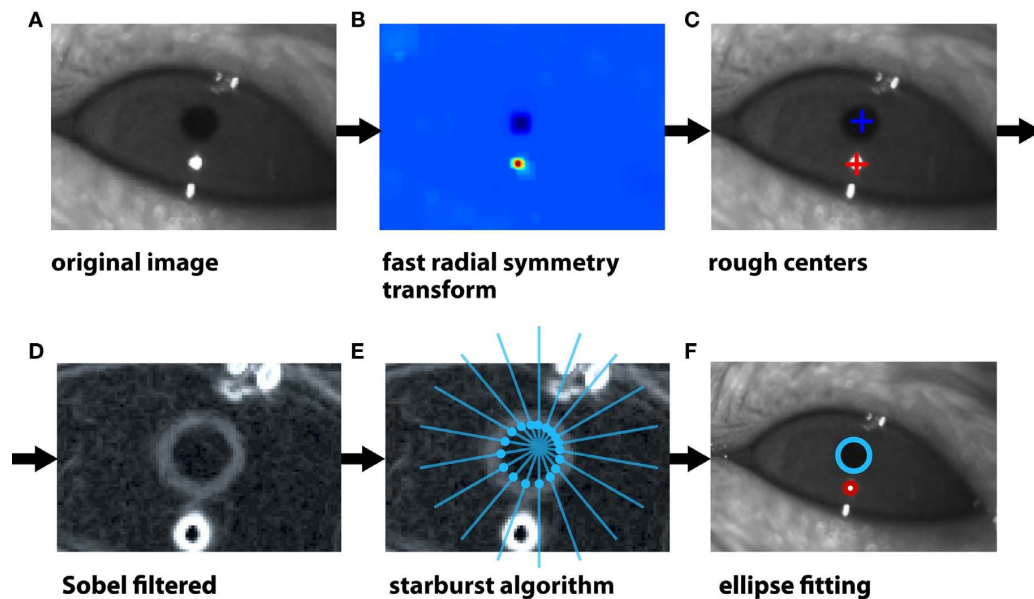 A
B
C
original image
fast radial symmetry
transform
rough centers
D
E
F
Sobel filtered
starburst algorithm
ellipse fitting